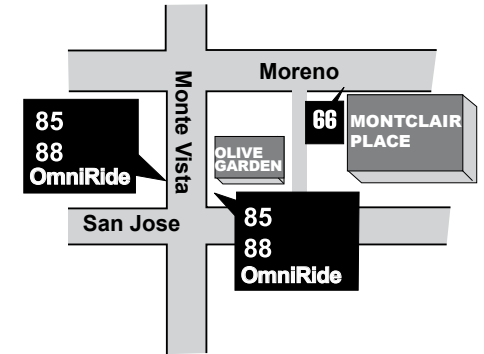 Moreno
Monte Vista
66
MONTCLAIR
PLACE
85
88
OmniRide
OLIVE
GARDEN
San Jose
85
88
OmniRide